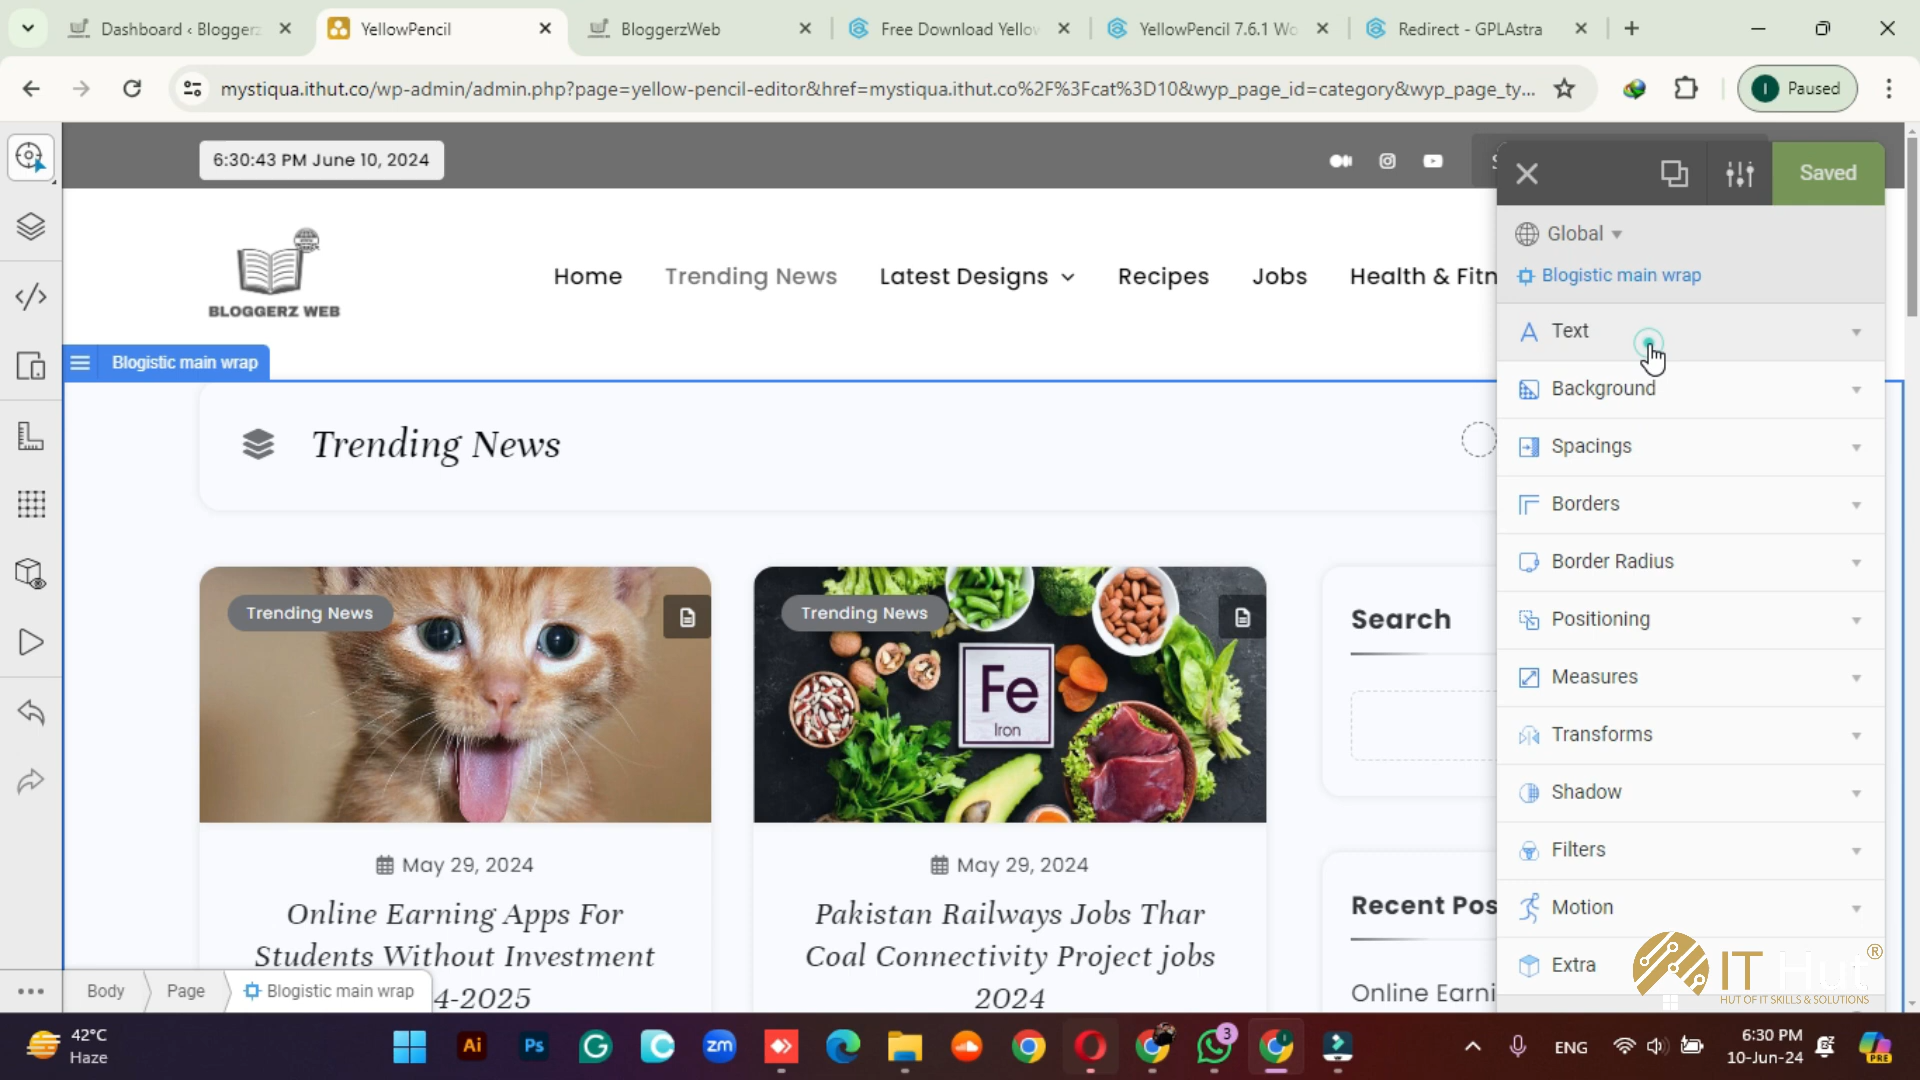 Dashboard ‹ Bloggerz
YellowPencil
BloggerzWeb
Free Download Yellow
YellowPencil 7.6.1 Wo
Redirect - GPLAstra
mystiqua.ithut.co/wp-admin/admin.php?page=yellow-pencil-editor&href=mystiqua.ithut.co%2F%3Fcat%3D10&wyp_page_id=category&wyp_page_ty...
I
Paused
6:30:43 PM June 10, 2024
Saved
BLOGGERZ WEB
Home
Trending News
Latest Designs
Recipes
Jobs
Health & Fitn
Global
Blogistic main wrap
Blogistic main wrap
Trending News
Text
Background
Spacings
Borders
Border Radius
Positioning
Measures
Transforms
Shadow
Filters
Motion
Extra
Trending News
Trending News
Fe
Iron
Search
May 29, 2024
May 29, 2024
Online Earning Apps For
Students Without Investment
4-2025
Pakistan Railways Jobs Thar
Coal Connectivity Project jobs
2024
Recent Pos
Online Earni
IT Hut ®
HUT OF IT SKILLS & SOLUTIONS
Body
Page
Blogistic main wrap
42°C
Haze
Ai
Ps
zm
3
ENG
6:30 PM
10-Jun-24
PRE